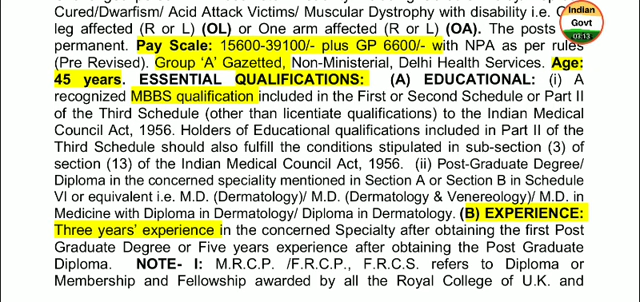 Cured/Dwarfism/ Acid Attack Victims/ Muscular Dystrophy with disability i.e.
leg affected (R or L) (OL) or One arm affected (R or L) (OA). The posts
permanent. Pay Scale: 15600-39100/- plus GP 6600/- with NPA as per rules
(Pre Revised). Group ‘A’ Gazetted, Non-Ministerial, Delhi Health Services. Age:
45 years. ESSENTIAL QUALIFICATIONS: (A) EDUCATIONAL: (i) A
recognized MBBS qualification included in the First or Second Schedule or Part II
of the Third Schedule (other than licentiate qualifications) to the Indian Medical
Council Act, 1956. Holders of Educational qualifications included in Part II of the
Third Schedule should also fulfill the conditions stipulated in sub-section (3) of
section (13) of the Indian Medical Council Act, 1956. (ii) Post-Graduate Degree/
Diploma in the concerned speciality mentioned in Section A or Section B in Schedule
VI or equivalent i.e. M.D. (Dermatology)/ M.D. (Dermatology & Venereology)/ M.D. in
Medicine with Diploma in Dermatology/ Diploma in Dermatology. (B) EXPERIENCE:
Three years’ experience in the concerned Specialty after obtaining the first Post
Graduate Degree or Five years experience after obtaining the Post Graduate
Diploma. NOTE- I: M.R.C.P. /F.R.C.P., F.R.C.S. refers to Diploma or
Membership and Fellowship awarded by all the Royal College of U.K. and
Indian
Govt
03:13